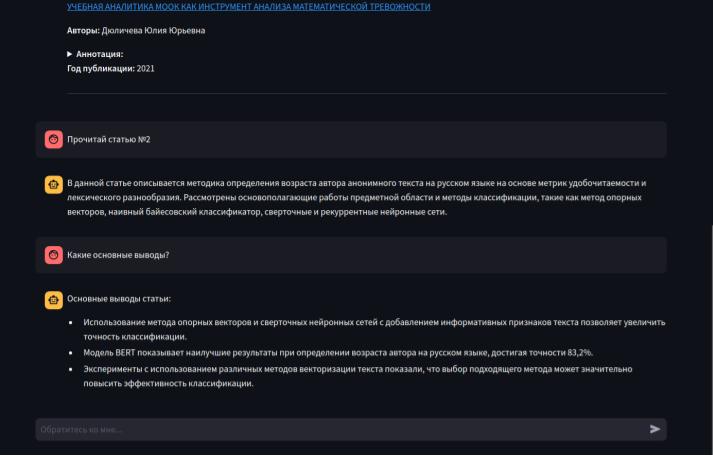 УЧЕБНАЯ АНАЛИТИКА МООК КАК ИНСТРУМЕНТ АНАЛИЗА МАТЕМАТИЧЕСКОЙ ТРЕВОЖНОСТИ
Авторы: Дюличева Юлия Юрьевна
Аннотация:
Год публикации: 2021
Прочитай статью №2
В данной статье описывается методика определения возраста автора анонимного текста на русском языке на основе метрик удобочитаемости и
лексического разнообразия. Рассмотрены основополагающие работы предметной области и методы классификации, такие как метод опорных
векторов, наивный байесовский классификатор, сверточные и рекуррентные нейронные сети.
Какие основные выводы?
Основные выводы статьи:
Использование метода опорных векторов и сверточных нейронных сетей с добавлением информативных признаков текста позволяет увеличить
точность классификации.
Модель BERT показывает наилучшие результаты при определении возраста автора на русском языке, достигая точности 83,2%.
Эксперименты с использованием различных методов векторизации текста показали, что выбор подходящего метода может значительно
повысить эффективность классификации.
Обратитесь ко мне...